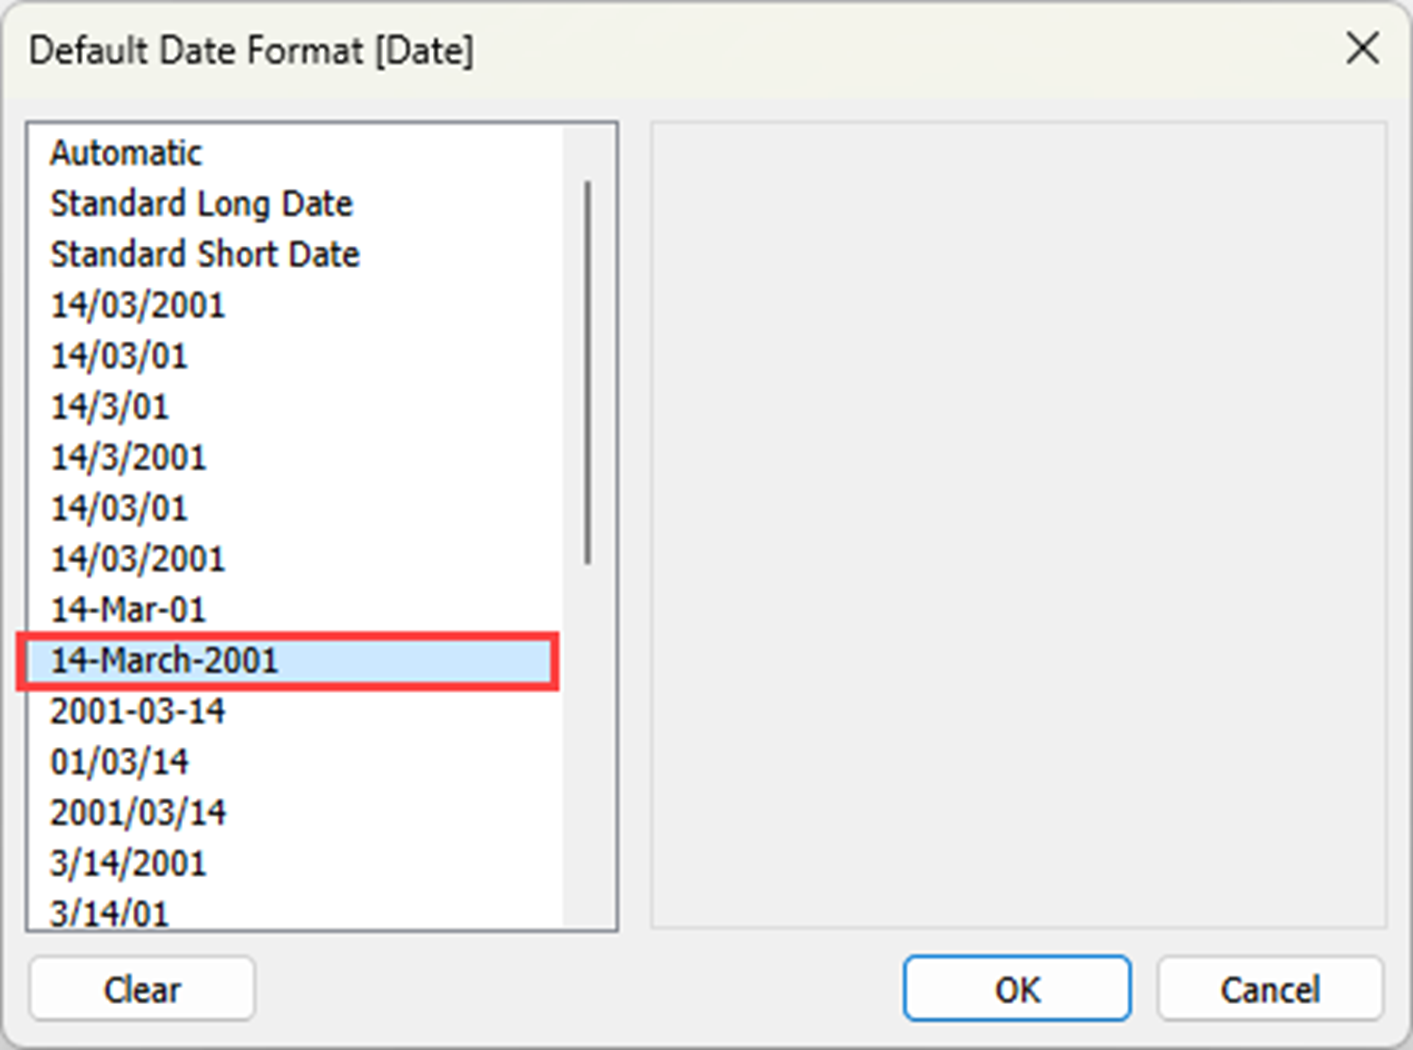 Default Date Format [Date]
Automatic
Standard Long Date
Standard Short Date
14/03/2001
14/03/01
14/3/01
14/3/2001
14/03/01
14/03/2001
14-Mar-01
14-March-2001
2001-03-14
01/03/14
2001/03/14
3/14/2001
3/14/01
Clear
OK
Cancel